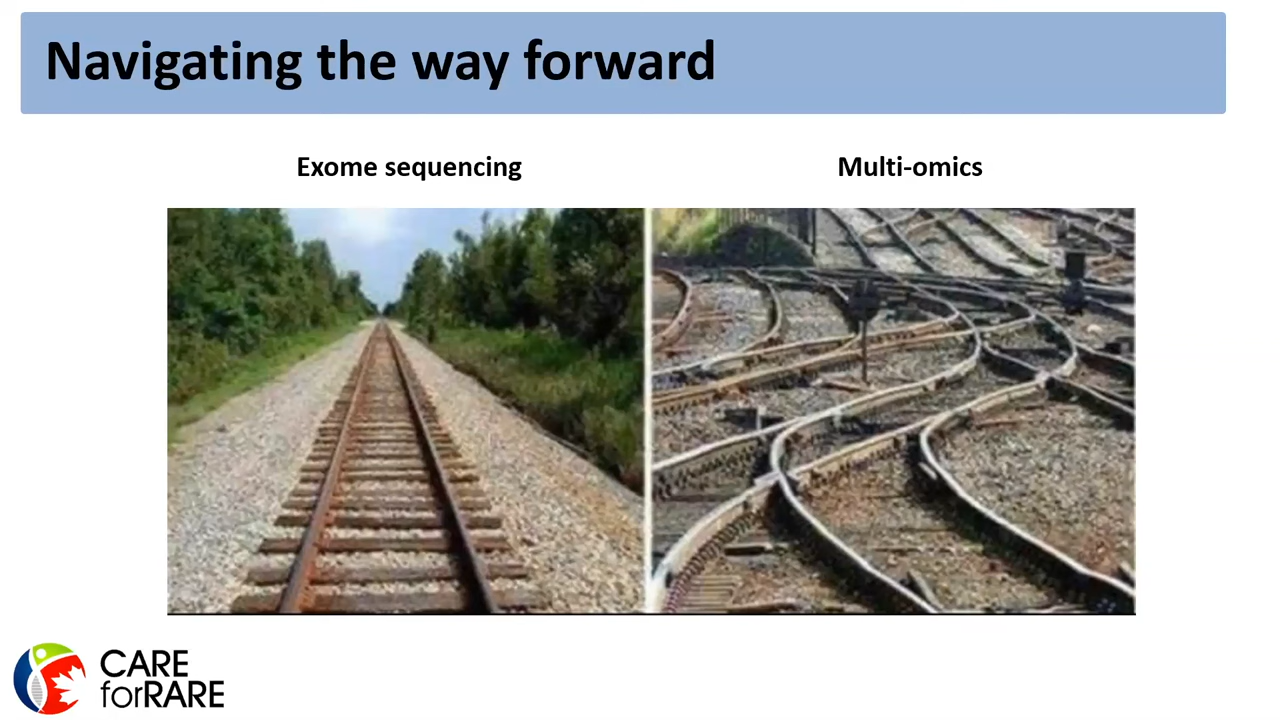 Navigating the way forward
Exome sequencing
Multi-omics
CARE
forRARE